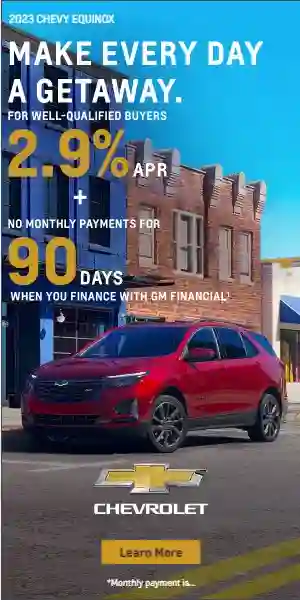 2023 CHEVY EQUINOX
MAKE EVERY DAY
A GETAWAY.
FOR WELL-QUALIFIED BUYERS
2.9% APR
+
NO MONTHLY PAYMENTS FOR
90 DAYS
WHEN YOU FINANCE WITH GM FINANCIAL¹
CHEVROLET
Learn More
*Monthly payment is...